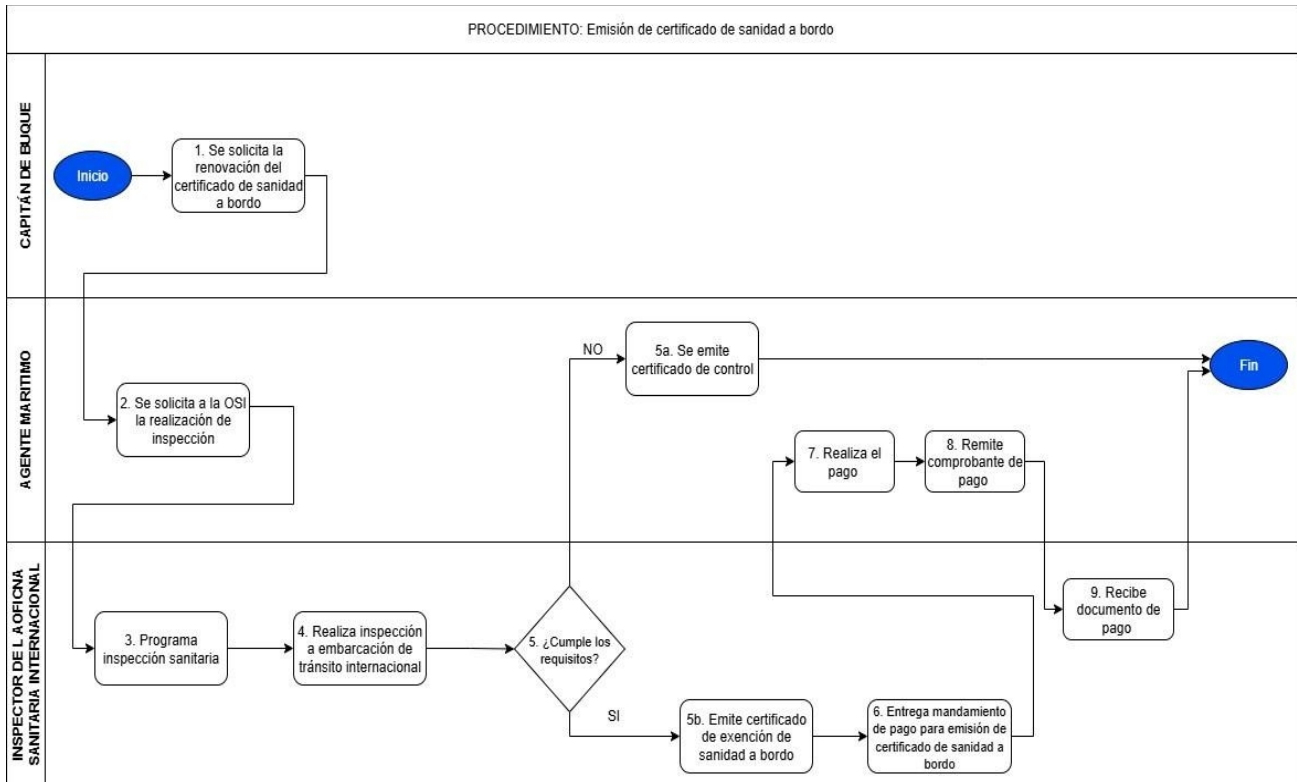 PROCEDIMIENTO: Emisión de certificado de sanidad a bordo
CAPITÁN DE BUQUE
Inicio
1. Se solicita la
renovación del
certificado de sanidad
a bordo
AGENTE MARITIMO
2. Se solicita a la OSI
la realización de
inspección
NO
5a. Se emite
certificado de control
Fin
7. Realiza el
pago
8. Remite
comprobante de
pago
INSPECTOR DE L AOFICNA
SANITARIA INTERNACIONAL
3. Programa
inspección sanitaria
4. Realiza inspección
a embarcación de
tránsito internacional
5. ¿Cumple los
requisitos?
SI
5b. Emite certificado
de exención de
sanidad a bordo
6. Entrega mandamiento
de pago para emisión de
certificado de sanidad a
bordo
9. Recibe
documento de
pago